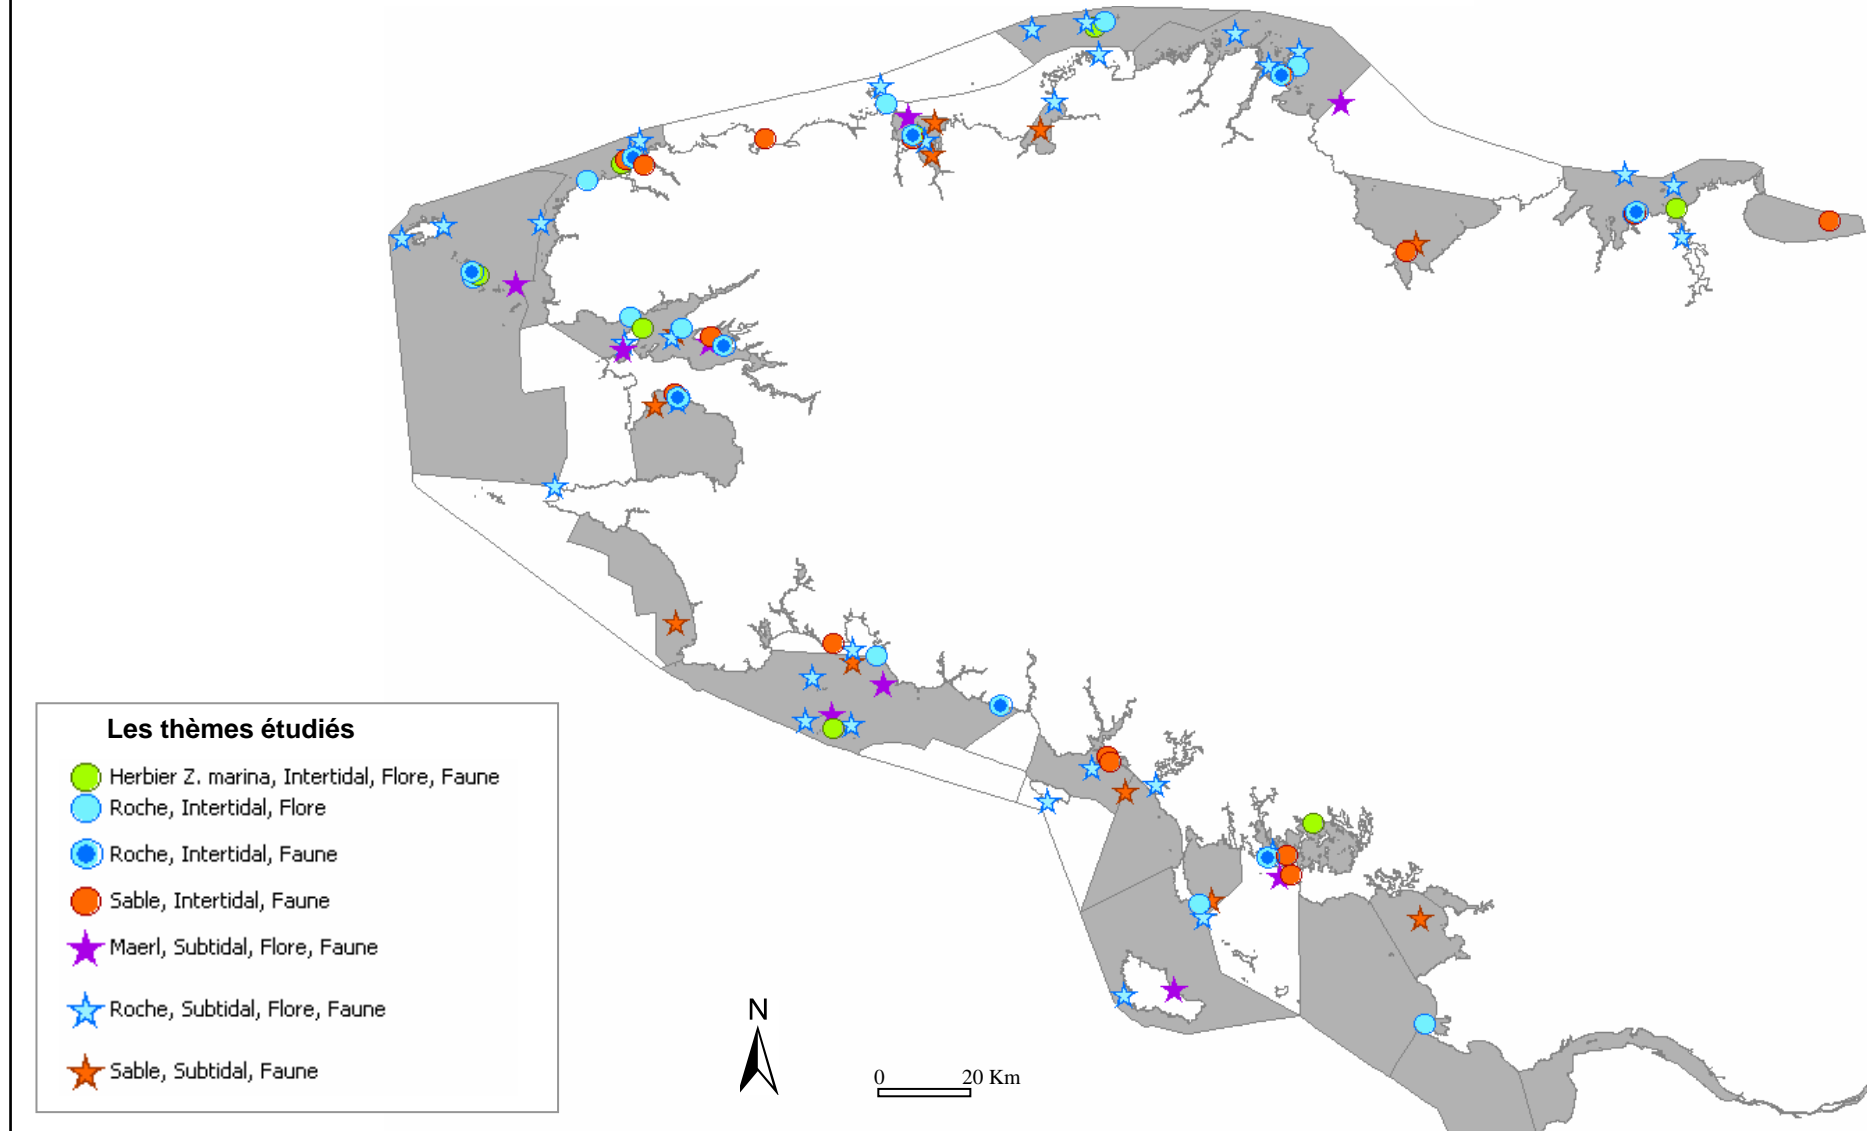 Les thèmes étudiés
Herbier Z. marina, Intertidal, Flore, Faune
Roche, Intertidal, Flore
Roche, Intertidal, Faune
Sable, Intertidal, Faune
Maerl, Subtidal, Flore, Faune
Roche, Subtidal, Flore, Faune
Sable, Subtidal, Faune
N
0 20 Km